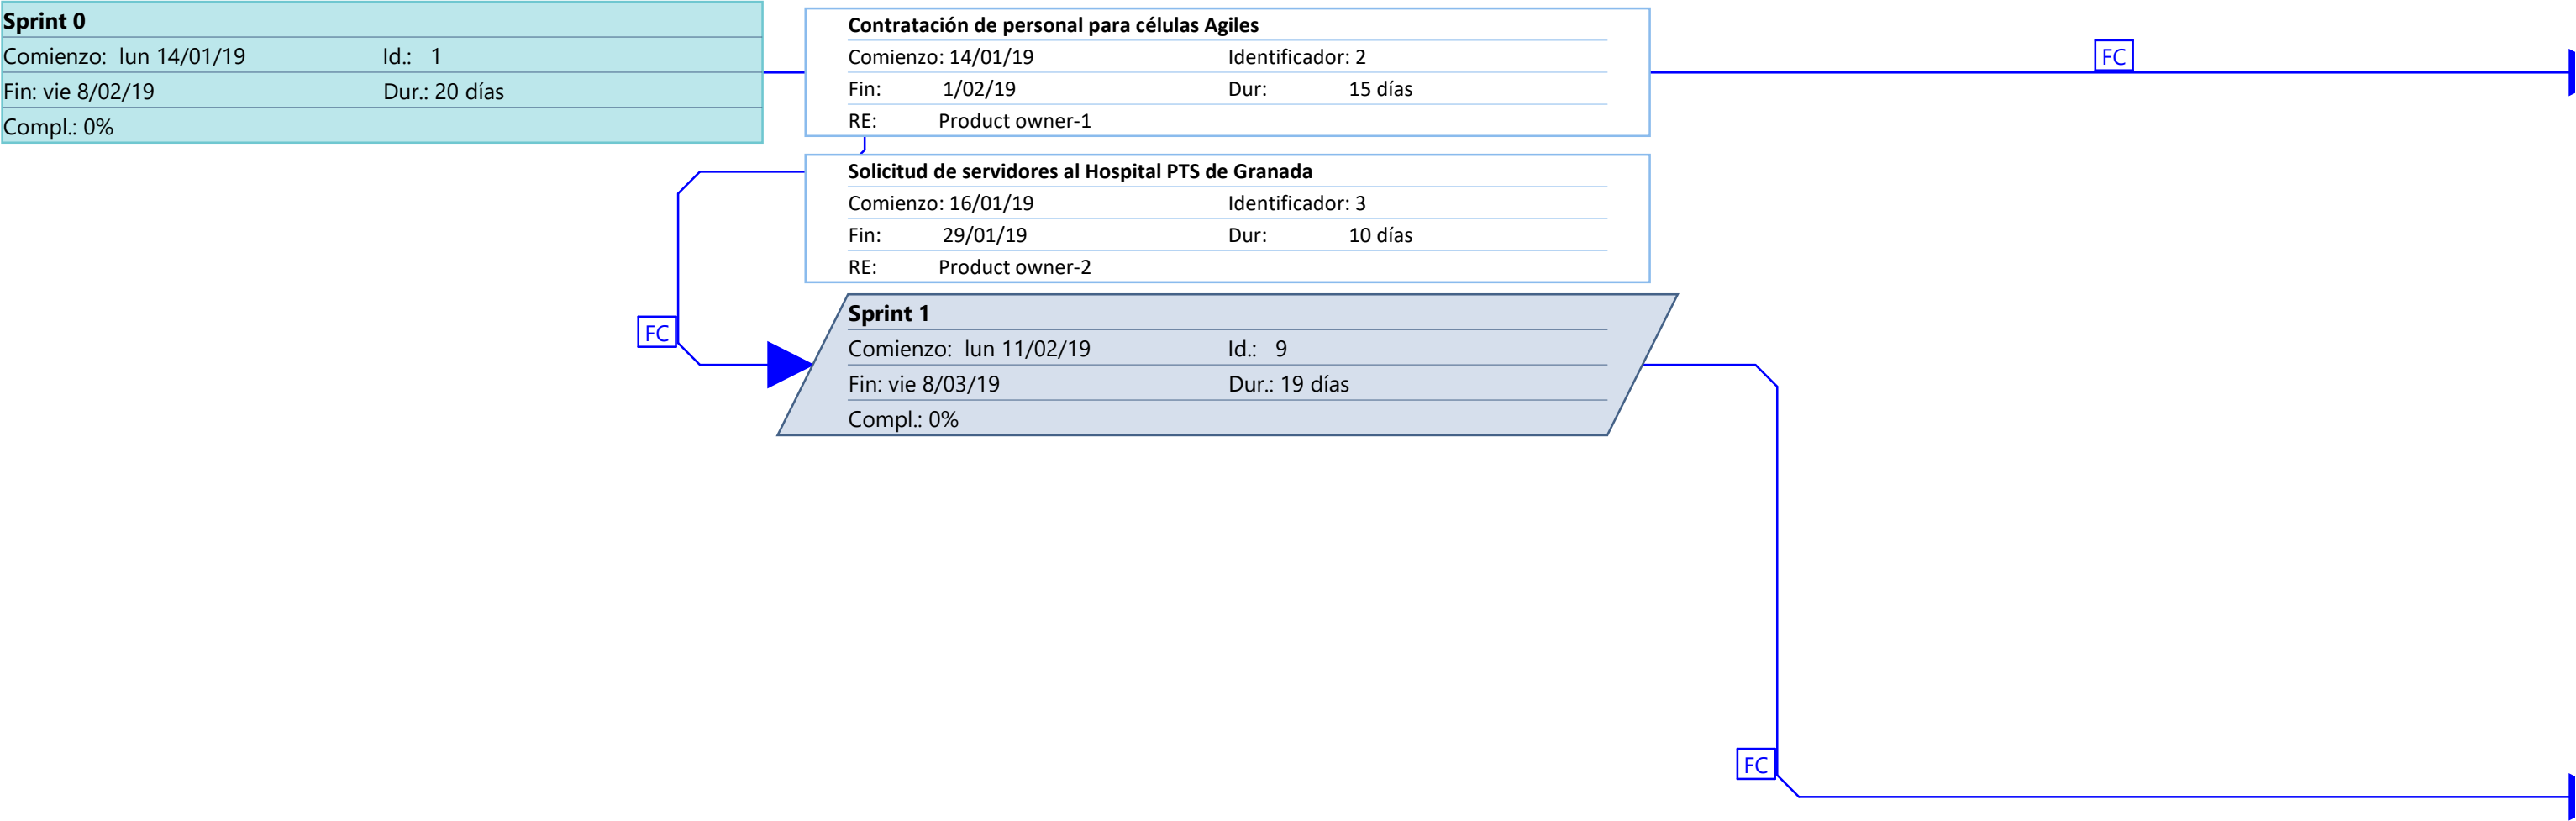 Sprint 0
Comienzo: lun 14/01/19 Id.: 1
Fin: vie 8/02/19 Dur.: 20 días
Compl.: 0%
Contratación de personal para células Agiles
Comienzo: 14/01/19 Identificador: 2
Fin: 1/02/19 Dur: 15 días
RE: Product owner-1
FC
Solicitud de servidores al Hospital PTS de Granada
Comienzo: 16/01/19 Identificador: 3
Fin: 29/01/19 Dur: 10 días
RE: Product owner-2
FC
Sprint 1
Comienzo: lun 11/02/19 Id.: 9
Fin: vie 8/03/19 Dur.: 19 días
Compl.: 0%
FC